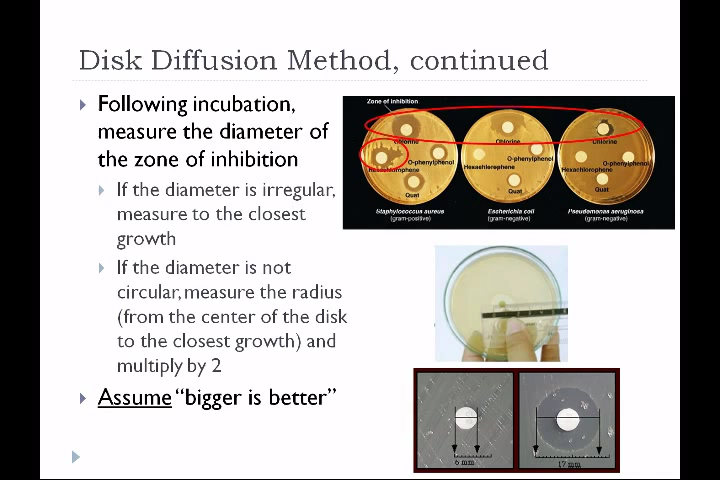 Disk Diffusion Method, continued
Following incubation,
measure the diameter of
the zone of inhibition
If the diameter is irregular,
measure to the closest
growth
If the diameter is not
circular, measure the radius
(from the center of the disk
to the closest growth) and
multiply by 2
Assume “bigger is better”
Zone of inhibition
Chlorine
O-phenylphenol
Hexachlorophene
Quat
Staphylococcus aureus
(gram-positive)
Chlorine
O-phenylphenol
Hexachlorophene
Quat
Escherichia coli
(gram-negative)
Chlorine
O-phenylphenol
Hexachlorophene
Quat
Pseudomonas aeruginosa
(gram-negative)
6 mm
17 mm